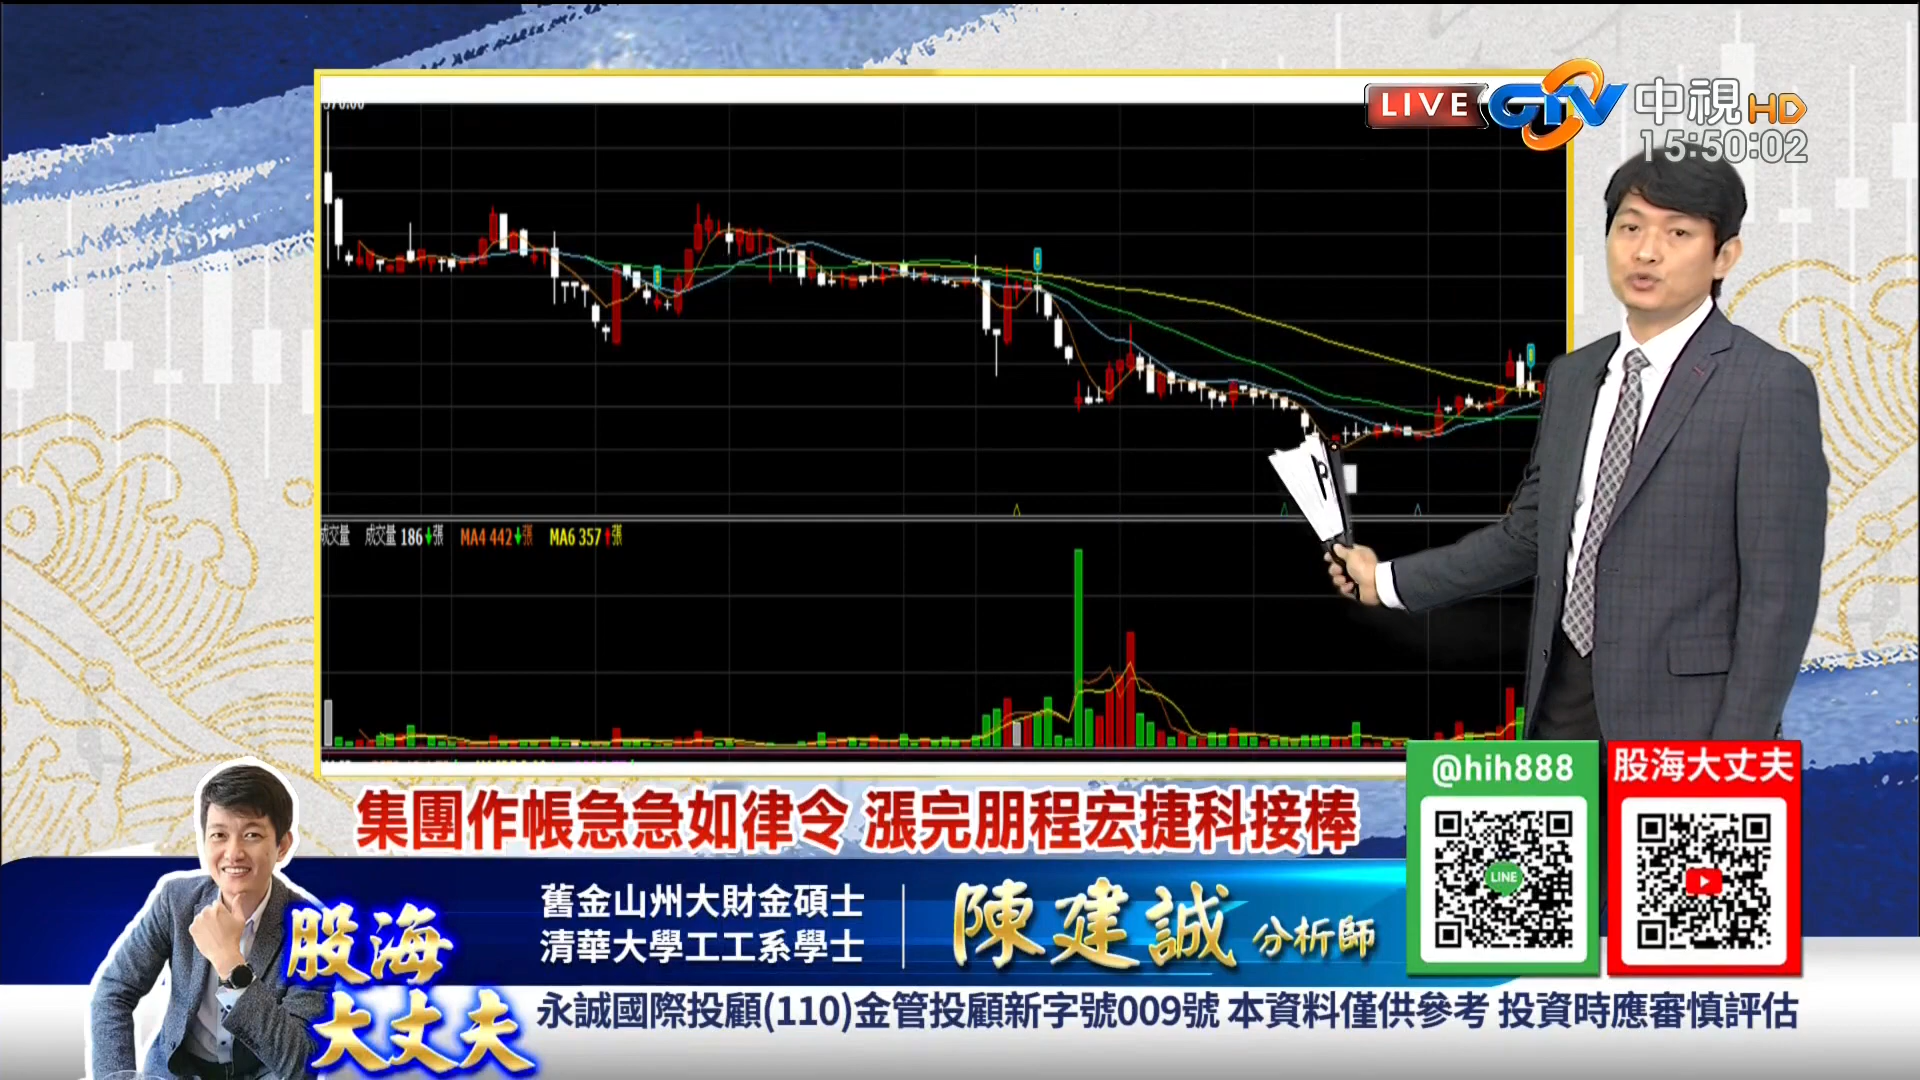 LIVE CTV 中視HD
15:50:02
成交量 成交量 186↓張 MA4 442↓張 MA6 357↑張
集團作帳急急如律令 漲完朋程宏捷科接棒
@hih888
股海大丈夫
LINE
舊金山州大財金碩士
清華大學工工系學士
陳建誠 分析師
股海
大丈夫
永誠國際投顧(110)金管投顧新字號009號 本資料僅供參考 投資時應審慎評估